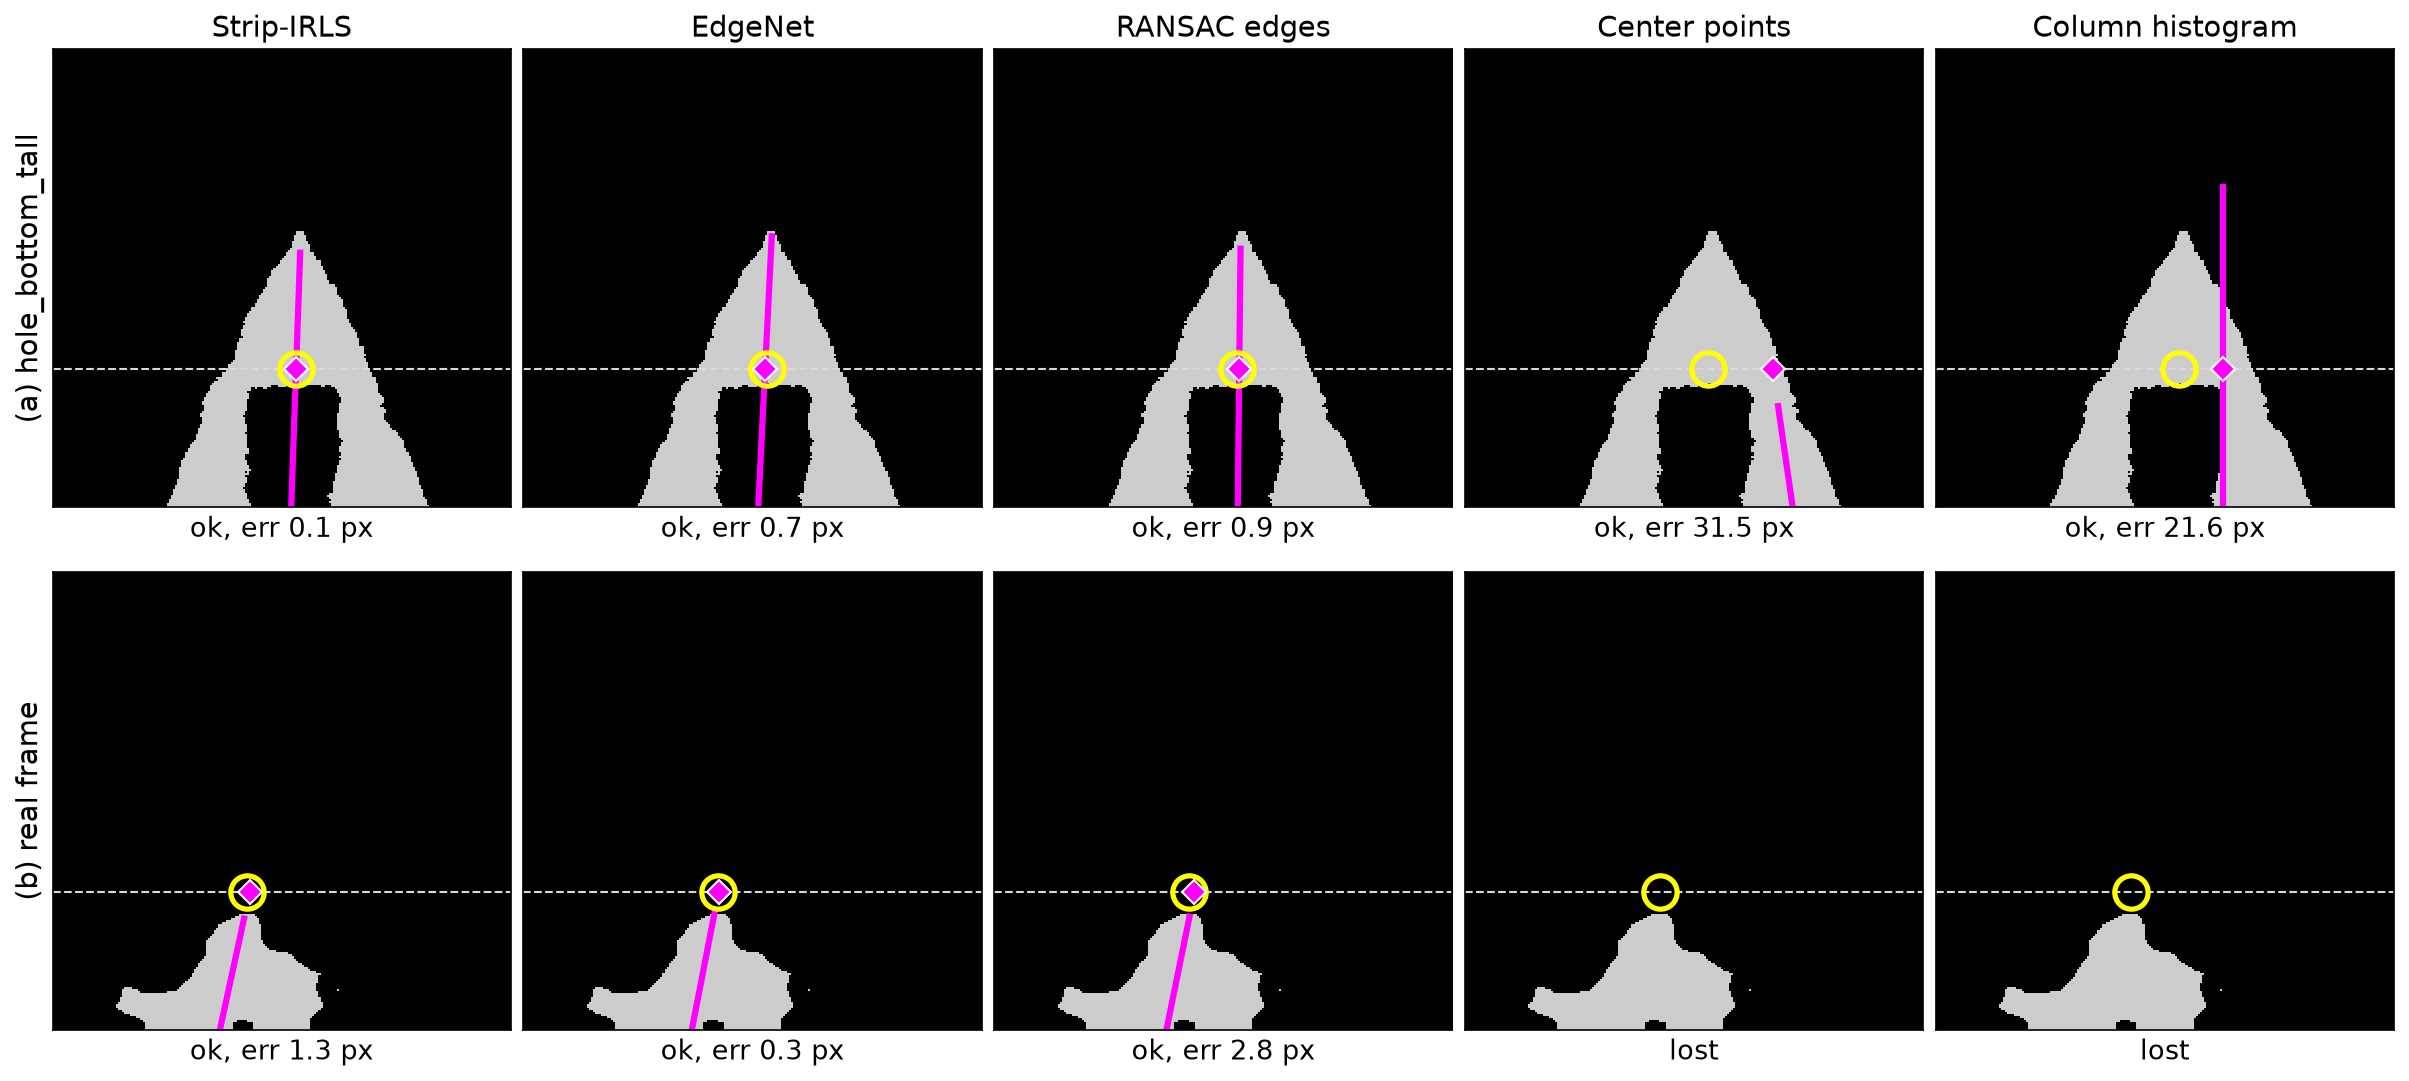 Strip-IRLS
EdgeNet
RANSAC edges
Center points
Column histogram
(a) hole_bottom_tall
ok, err 0.1 px
ok, err 0.7 px
ok, err 0.9 px
ok, err 31.5 px
ok, err 21.6 px
(b) real frame
ok, err 1.3 px
ok, err 0.3 px
ok, err 2.8 px
lost
lost